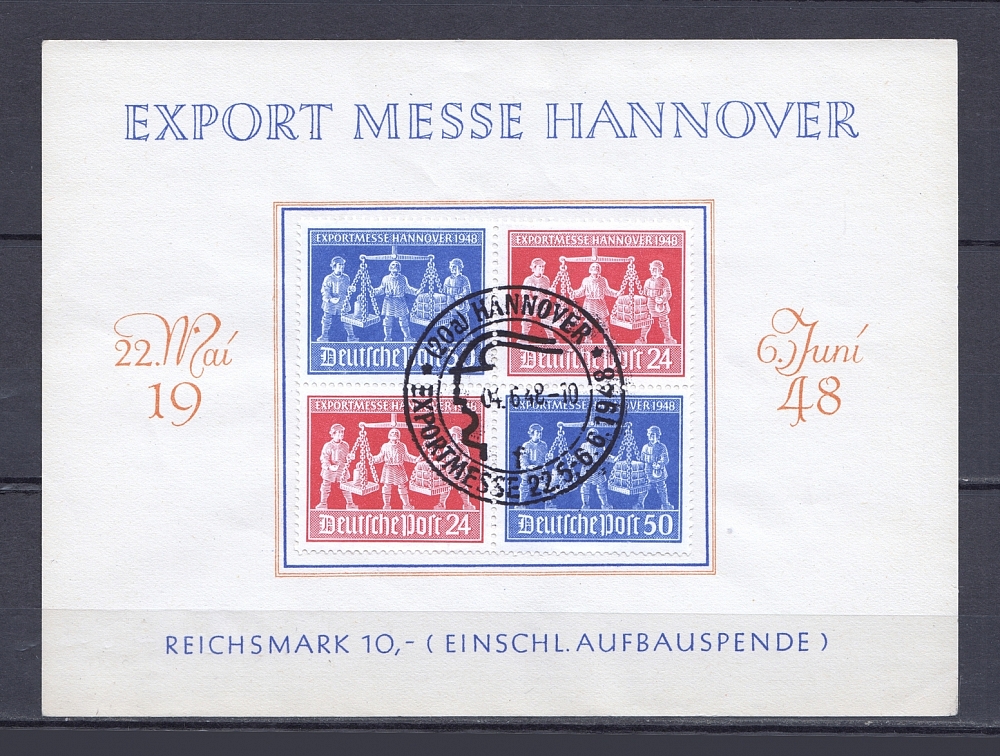 EXPORT MESSE HANNOVER
22. Mai
19
6. Juni
48
EXPORTMESSE HANNOVER 1948
Deutsche Post 50
EXPORTMESSE HANNOVER 1948
Deutsche Post 24
EXPORTMESSE HANNOVER 1948
Deutsche Post 24
EXPORTMESSE HANNOVER 1948
Deutsche Post 50
(20a) HANNOVER
04.6.48-10
f
EXPORTMESSE 22.5.-6.6.1948
REICHSMARK 10,- ( EINSCHL. AUFBAUSPENDE )